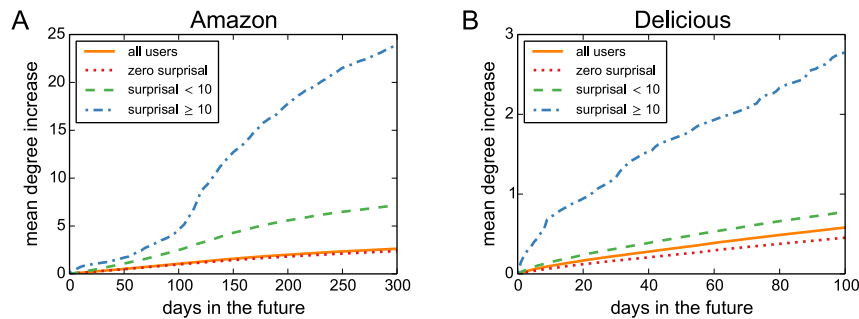 A
Amazon
mean degree increase
25
20
15
10
5
0
all users
zero surprisal
surprisal < 10
surprisal ≥ 10
0 50 100 150 200 250 300
days in the future
B
Delicious
mean degree increase
3
2
1
0
all users
zero surprisal
surprisal < 10
surprisal ≥ 10
0 20 40 60 80 100
days in the future